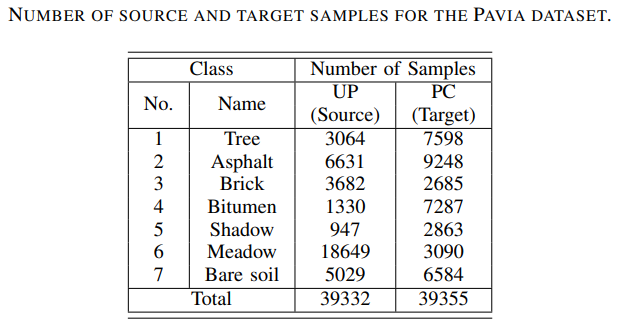 NUMBER OF SOURCE AND TARGET SAMPLES FOR THE PAVIA DATASET.
Class Number of Samples
No. Name UP (Source) PC (Target)
1 Tree 3064 7598
2 Asphalt 6631 9248
3 Brick 3682 2685
4 Bitumen 1330 7287
5 Shadow 947 2863
6 Meadow 18649 3090
7 Bare soil 5029 6584
Total 39332 39355